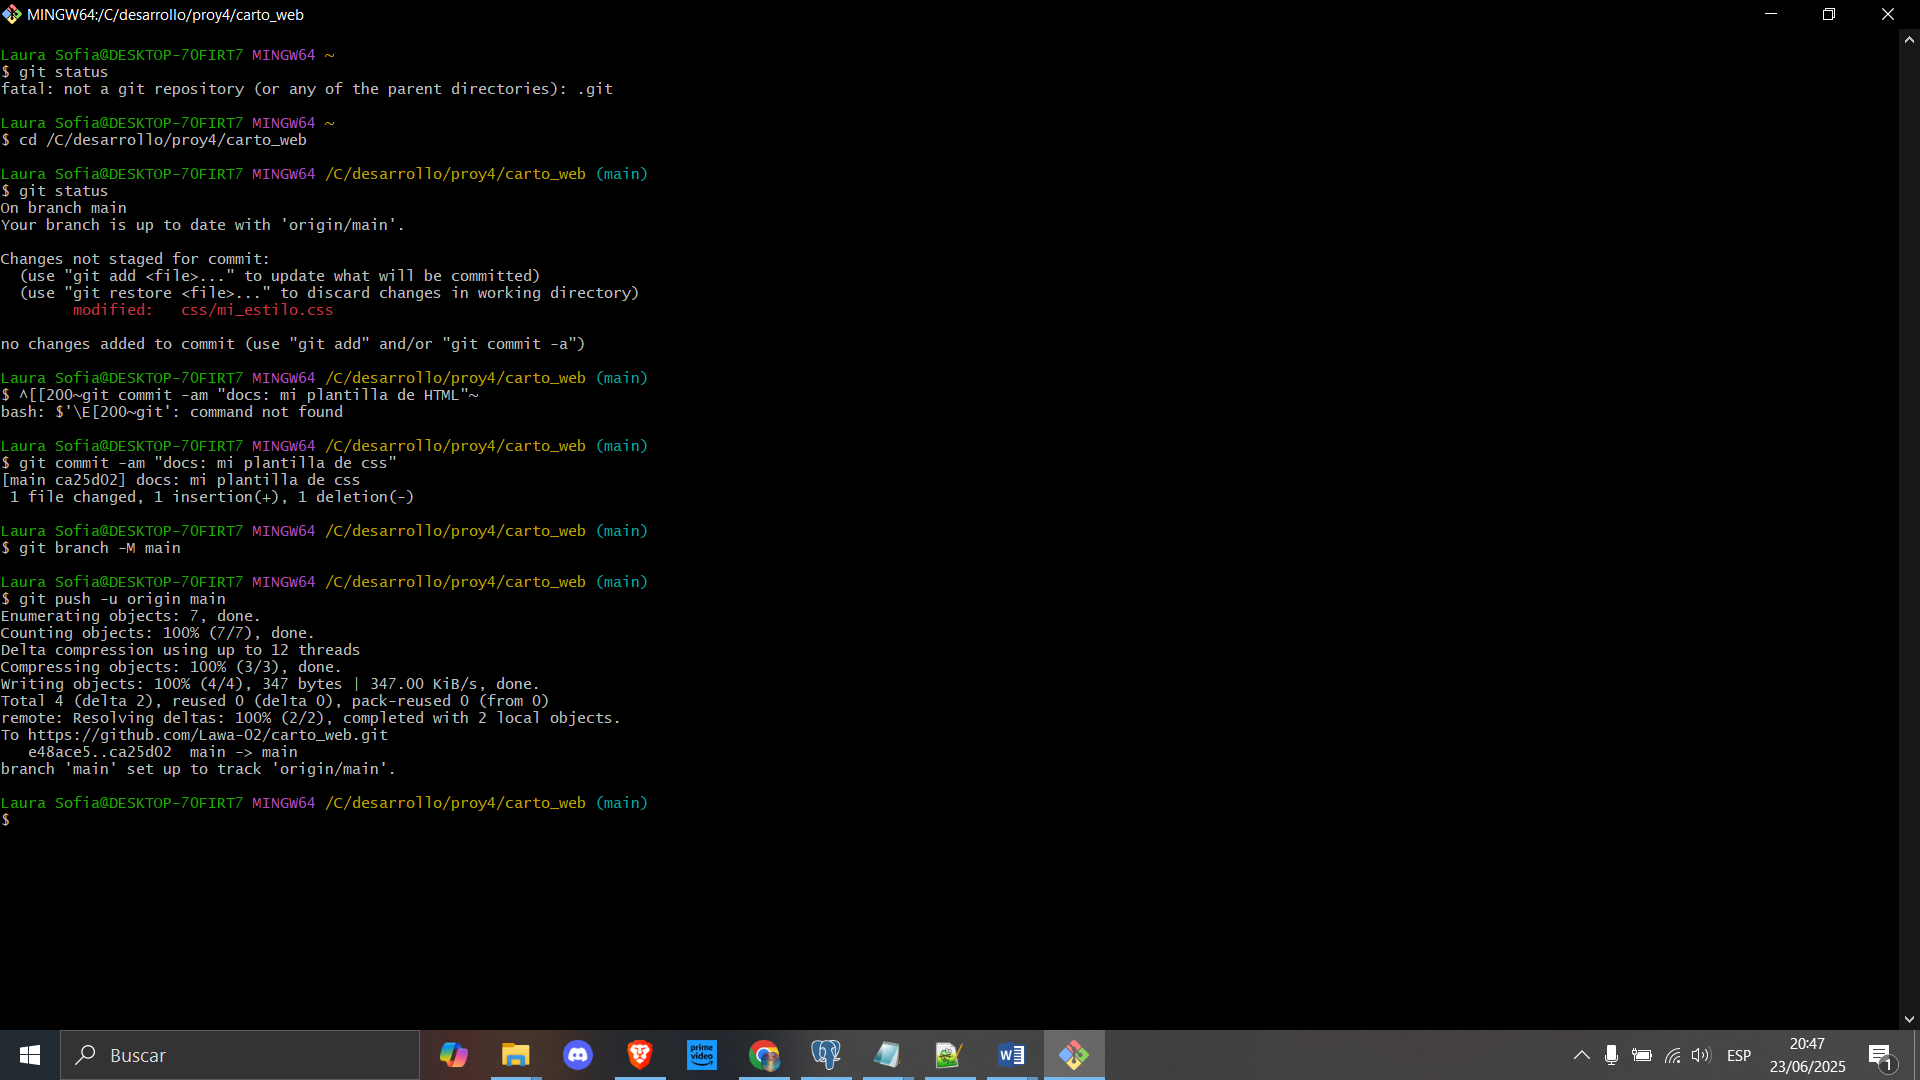 MINGW64:/C/desarrollo/proy4/carto_web
Laura Sofia@DESKTOP-7OFIRT7 MINGW64 ~
$ git status
fatal: not a git repository (or any of the parent directories): .git
Laura Sofia@DESKTOP-7OFIRT7 MINGW64 ~
$ cd /C/desarrollo/proy4/carto_web
Laura Sofia@DESKTOP-7OFIRT7 MINGW64 /C/desarrollo/proy4/carto_web (main)
$ git status
On branch main
Your branch is up to date with 'origin/main'.
Changes not staged for commit:
  (use "git add <file>..." to update what will be committed)
  (use "git restore <file>..." to discard changes in working directory)
        modified:   css/mi_estilo.css
no changes added to commit (use "git add" and/or "git commit -a")
Laura Sofia@DESKTOP-7OFIRT7 MINGW64 /C/desarrollo/proy4/carto_web (main)
$ ^[[200~git commit -am "docs: mi plantilla de HTML"~
bash: $'\E[200~git': command not found
Laura Sofia@DESKTOP-7OFIRT7 MINGW64 /C/desarrollo/proy4/carto_web (main)
$ git commit -am "docs: mi plantilla de css"
[main ca25d02] docs: mi plantilla de css
 1 file changed, 1 insertion(+), 1 deletion(-)
Laura Sofia@DESKTOP-7OFIRT7 MINGW64 /C/desarrollo/proy4/carto_web (main)
$ git branch -M main
Laura Sofia@DESKTOP-7OFIRT7 MINGW64 /C/desarrollo/proy4/carto_web (main)
$ git push -u origin main
Enumerating objects: 7, done.
Counting objects: 100% (7/7), done.
Delta compression using up to 12 threads
Compressing objects: 100% (3/3), done.
Writing objects: 100% (4/4), 347 bytes | 347.00 KiB/s, done.
Total 4 (delta 2), reused 0 (delta 0), pack-reused 0 (from 0)
remote: Resolving deltas: 100% (2/2), completed with 2 local objects.
To https://github.com/Lawa-02/carto_web.git
   e48ace5..ca25d02  main -> main
branch 'main' set up to track 'origin/main'.
Laura Sofia@DESKTOP-7OFIRT7 MINGW64 /C/desarrollo/proy4/carto_web (main)
$
Buscar
prime video
W
ESP
20:47
23/06/2025
1